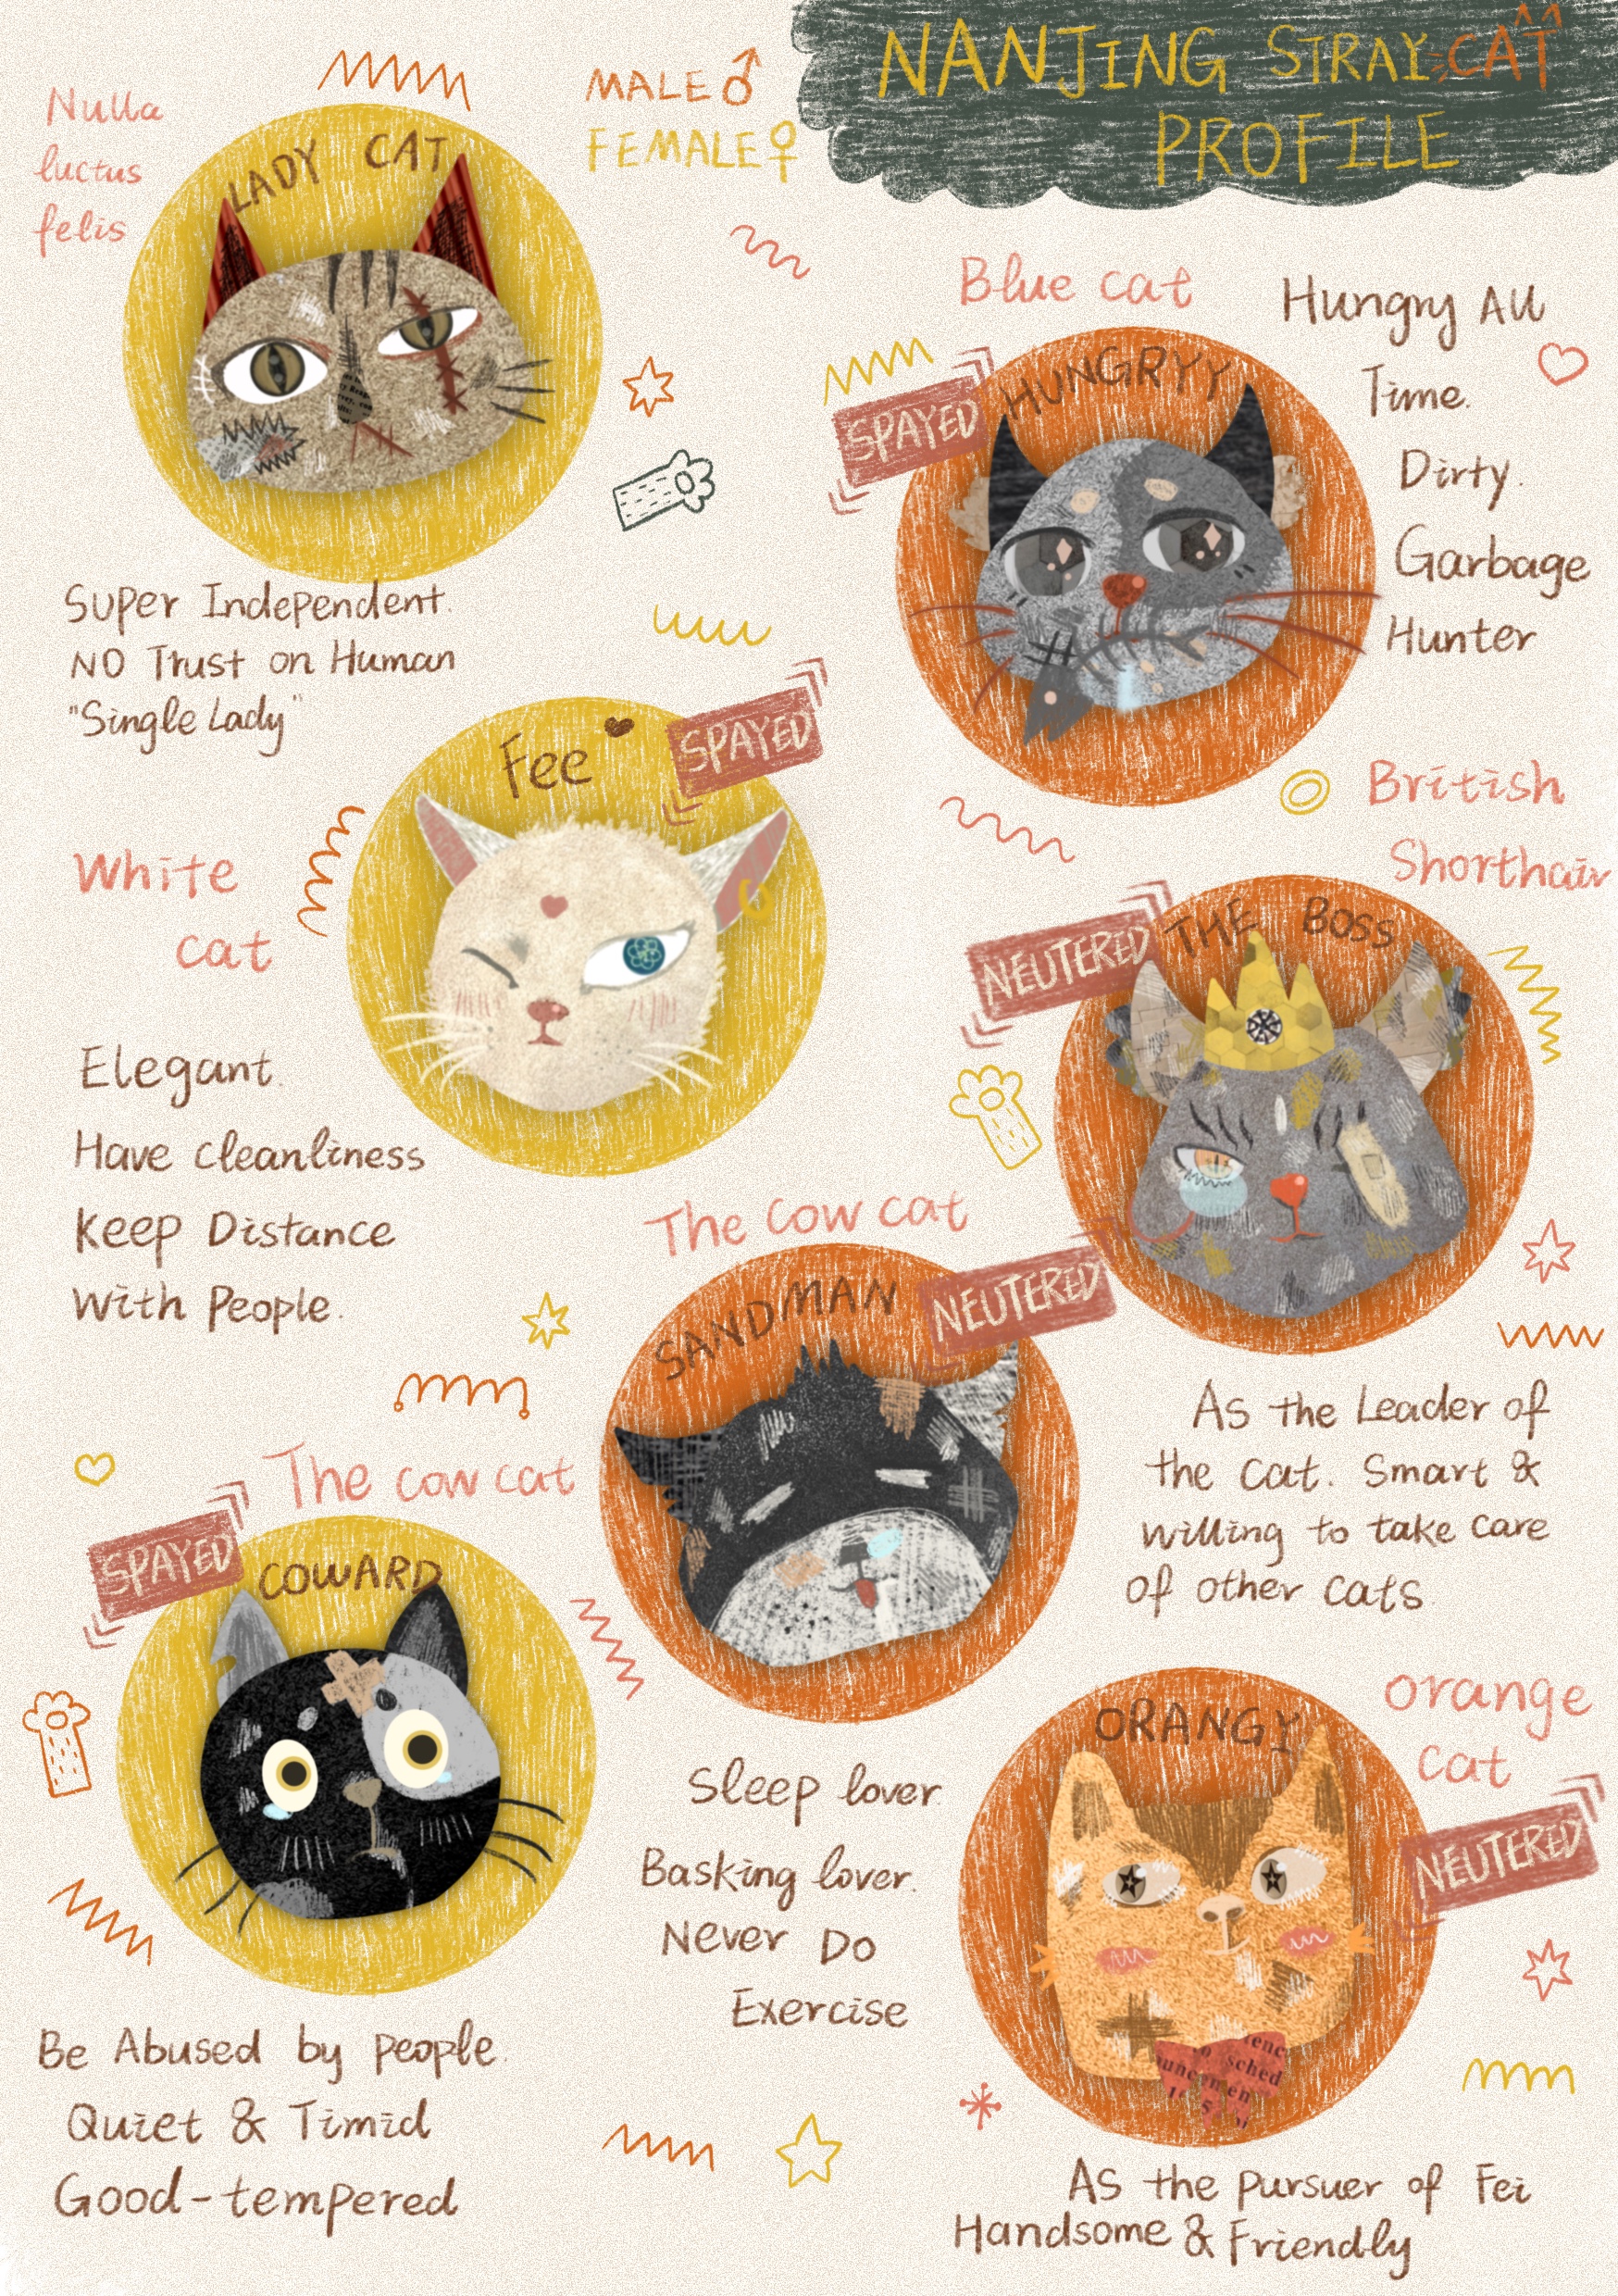 NANJING STRAY CAT
PROFILE
MALE♂
FEMALE♀
Nulla
luctus
felis
LADY CAT
Super Independent.
NO Trust on Human
"Single Lady"
Blue cat
SPAYED
HUNGRYY
Hungry All
Time.
Dirty.
Garbage
Hunter
White
cat
Fee
SPAYED
Elegant.
Have cleanliness
Keep Distance
With People.
British
Shorthair
NEUTERED
THE BOSS
As the Leader of
the cat. Smart &
willing to take care
of other cats
The cow cat
SANDMAN
NEUTERED
Sleep lover.
Basking lover.
Never Do
Exercise
The cow cat
SPAYED
COWARD
Be Abused by people.
Quiet & Timid
Good-tempered
orange
cat
ORANGY
NEUTERED
As the pursuer of Fei
Handsome & Friendly